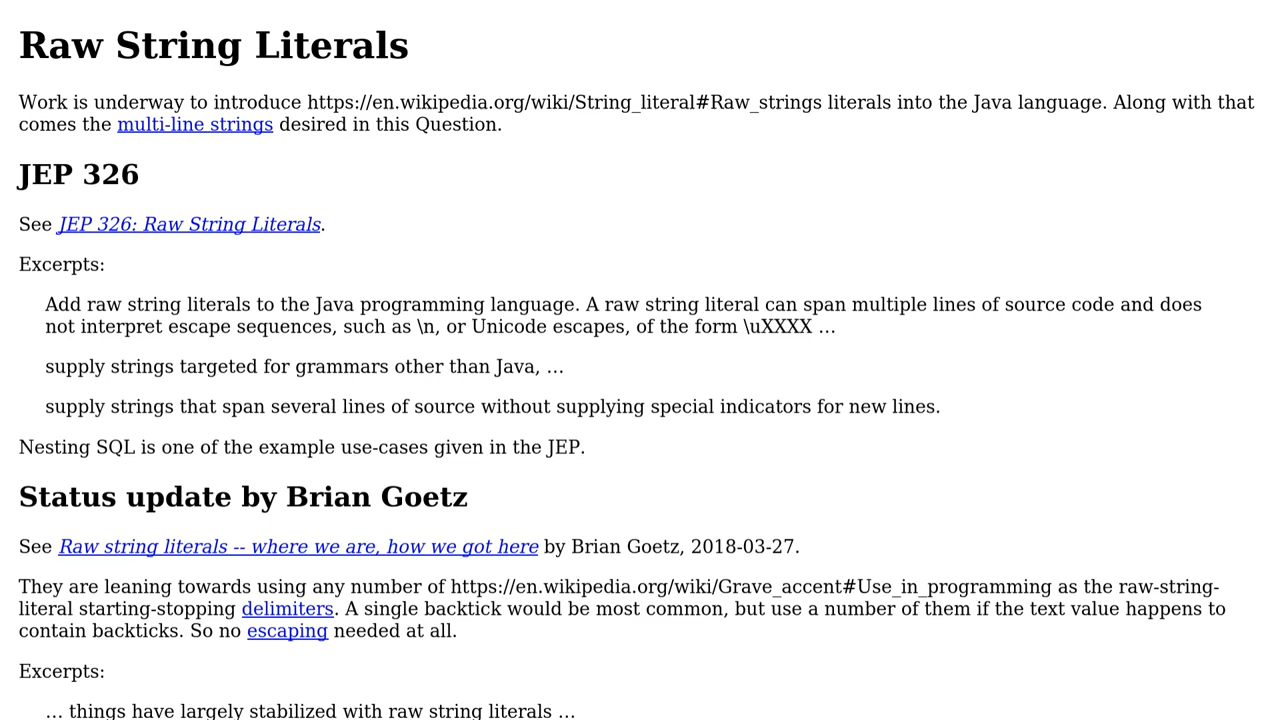 Raw String Literals
Work is underway to introduce https://en.wikipedia.org/wiki/String_literal#Raw_strings literals into the Java language. Along with that
comes the multi-line strings desired in this Question.
JEP 326
See JEP 326: Raw String Literals.
Excerpts:
Add raw string literals to the Java programming language. A raw string literal can span multiple lines of source code and does
not interpret escape sequences, such as \n, or Unicode escapes, of the form \uXXXX …
supply strings targeted for grammars other than Java, …
supply strings that span several lines of source without supplying special indicators for new lines.
Nesting SQL is one of the example use-cases given in the JEP.
Status update by Brian Goetz
See Raw string literals -- where we are, how we got here by Brian Goetz, 2018-03-27.
They are leaning towards using any number of https://en.wikipedia.org/wiki/Grave_accent#Use_in_programming as the raw-string-
literal starting-stopping delimiters. A single backtick would be most common, but use a number of them if the text value happens to
contain backticks. So no escaping needed at all.
Excerpts:
… things have largely stabilized with raw string literals …